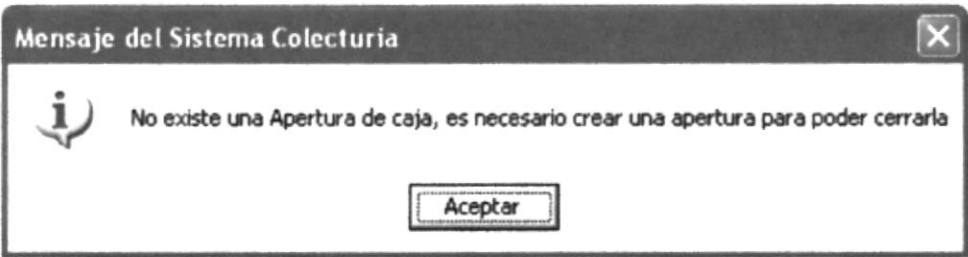 Mensaje del Sistema Colecturia
No existe una Apertura de caja, es necesario crear una apertura para poder cerrarla
Aceptar